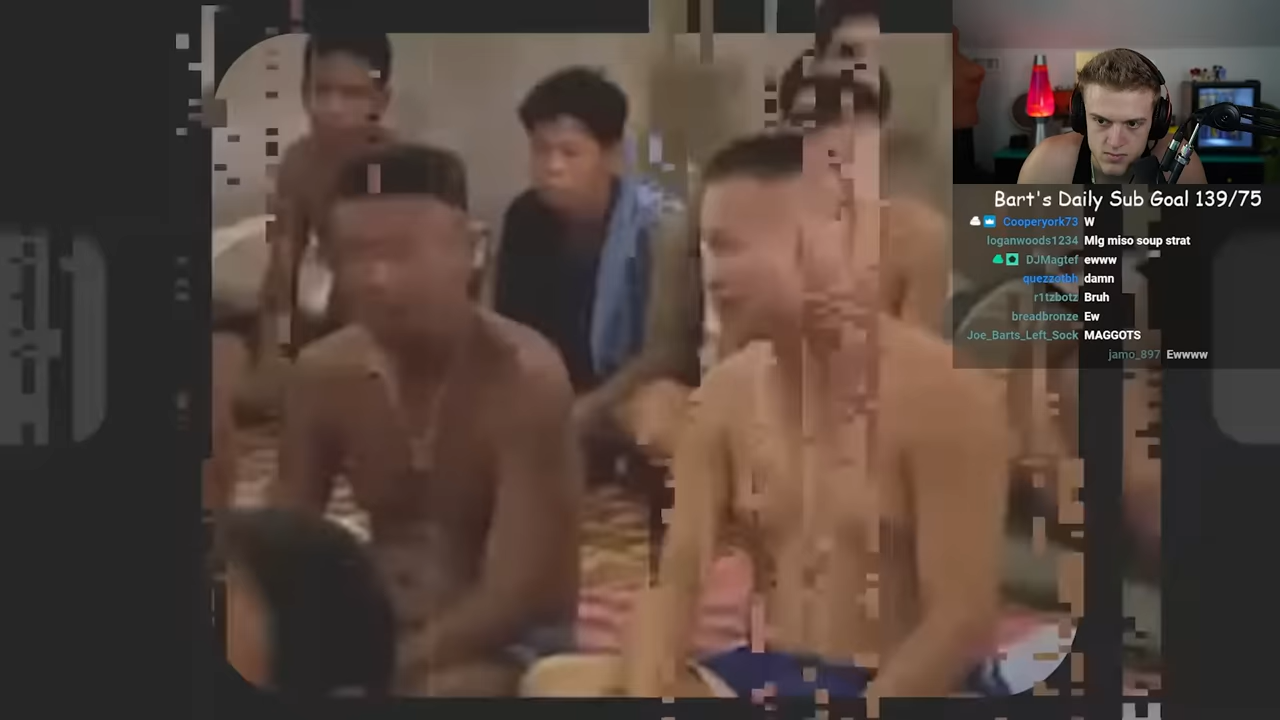 Bart's Daily Sub Goal 139/75
Cooperyork73 W
loganwoods1234 Mlg miso soup strat
DJMagtef ewww
quezzotbh damn
r1tzbotz Bruh
breadbronze Ew
Joe_Barts_Left_Sock MAGGOTS
jamo_897 Ewwww